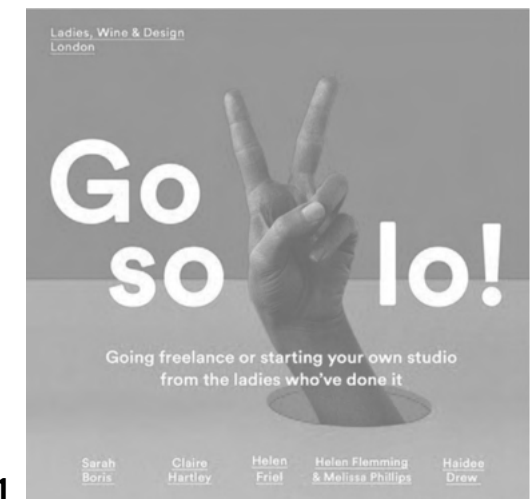 Ladies, Wine & Design
London
Go
so lo!
Going freelance or starting your own studio
from the ladies who've done it
Sarah
Boris
Claire
Hartley
Helen
Friel
Helen Flemming
& Melissa Phillips
Haidee
Drew
1